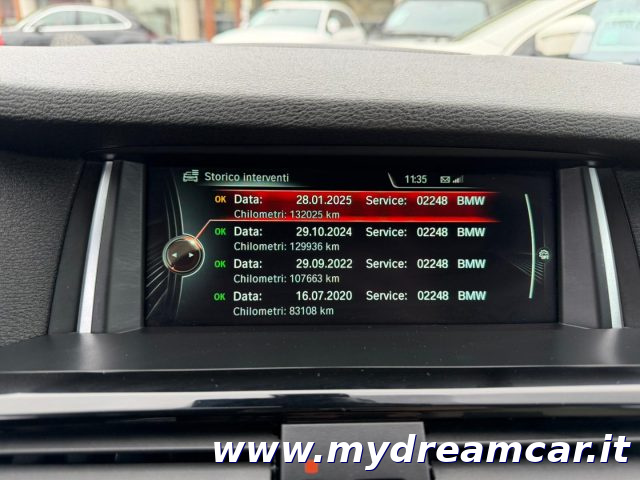 Storico interventi 11:35
OK Data: 28.01.2025 Service: 02248 BMW
Chilometri: 132025 km
OK Data: 29.10.2024 Service: 02248 BMW
Chilometri: 129936 km
OK Data: 29.09.2022 Service: 02248 BMW
Chilometri: 107663 km
OK Data: 16.07.2020 Service: 02248 BMW
Chilometri: 83108 km
www.mydreamcar.it